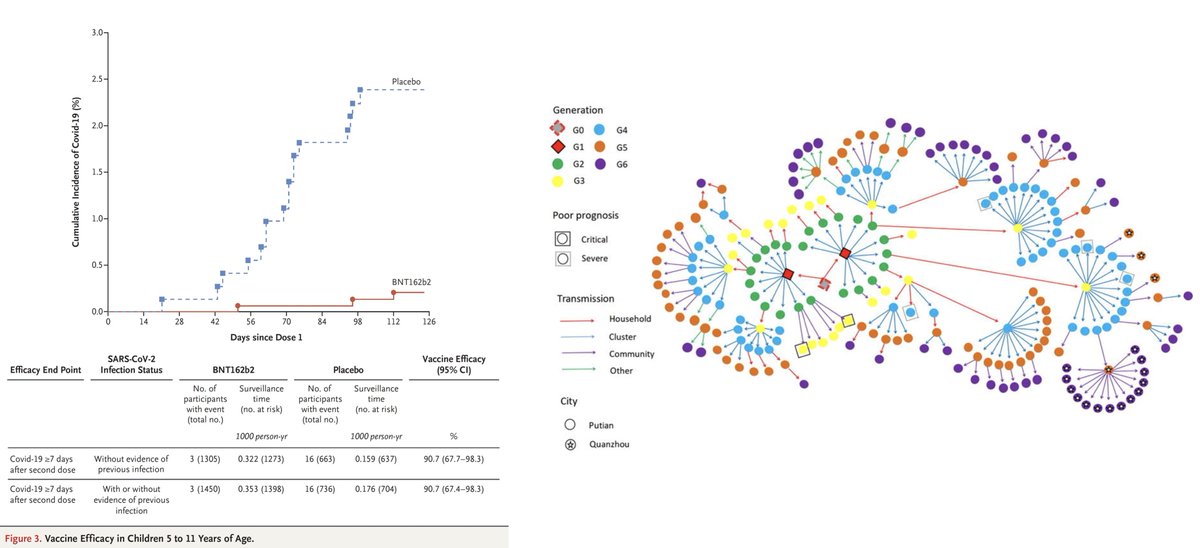 3.0
2.5
2.0
1.5
1.0
0.5
0.0
Cumulative Incidence of Covid-19 (%)
Placebo
BNT162b2
0 14 28 42 56 70 84 98 112 126
Days since Dose 1
Efficacy End Point
SARS-CoV-2
Infection Status
BNT162b2
Placebo
Vaccine Efficacy
(95% CI)
No. of
participants
with event
(total no.)
Surveillance
time
(no. at risk)
No. of
participants
with event
(total no.)
Surveillance
time
(no. at risk)
1000 person-yr
1000 person-yr
%
Covid-19 ≥7 days
after second dose
Without evidence of
previous infection
3 (1305)
0.322 (1273)
16 (663)
0.159 (637)
90.7 (67.7–98.3)
Covid-19 ≥7 days
after second dose
With or without
evidence of previous
infection
3 (1450)
0.353 (1398)
16 (736)
0.176 (704)
90.7 (67.4–98.3)
Figure 3. Vaccine Efficacy in Children 5 to 11 Years of Age.
Generation
G0 G4
G1 G5
G2 G6
G3
Poor prognosis
Critical
Severe
Transmission
Household
Cluster
Community
Other
City
Putian
Quanzhou